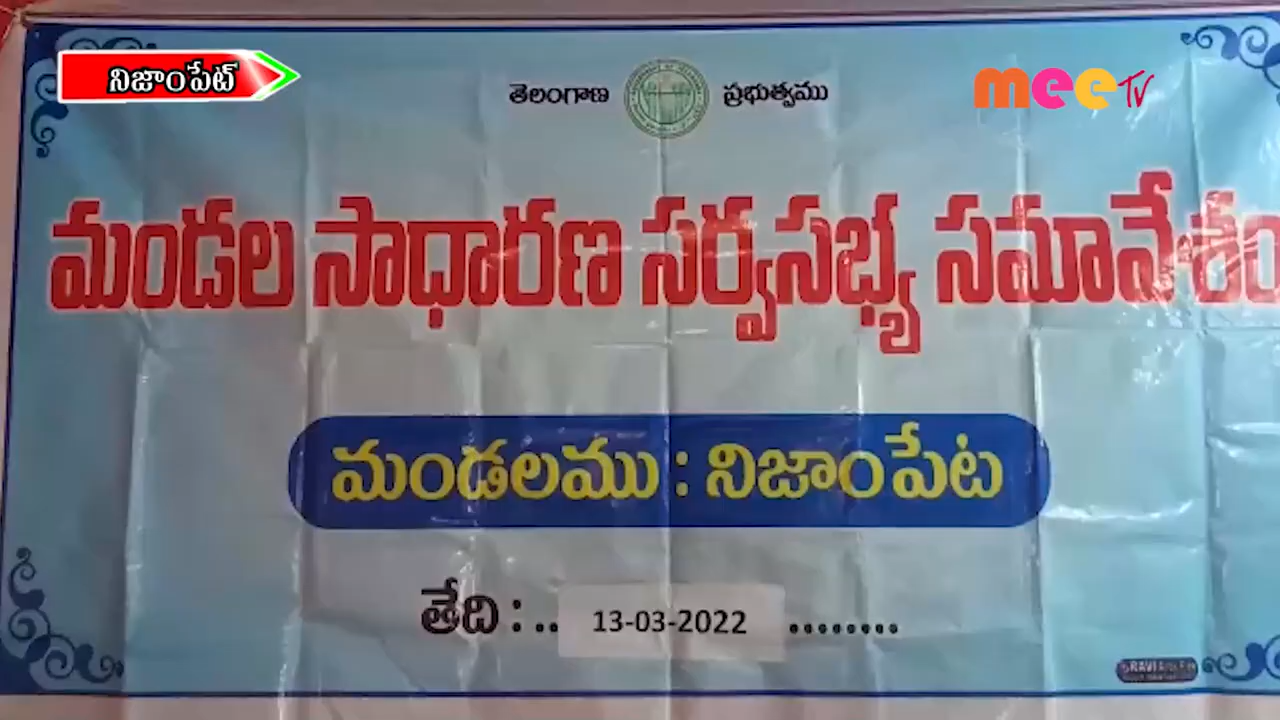 నిజాంపేట్
తెలంగాణ ప్రభుత్వము
meeTV
మండల సాధారణ సర్వసభ్య సమావేశం
మండలము : నిజాంపేట
తేది : .. 13-03-2022 ........